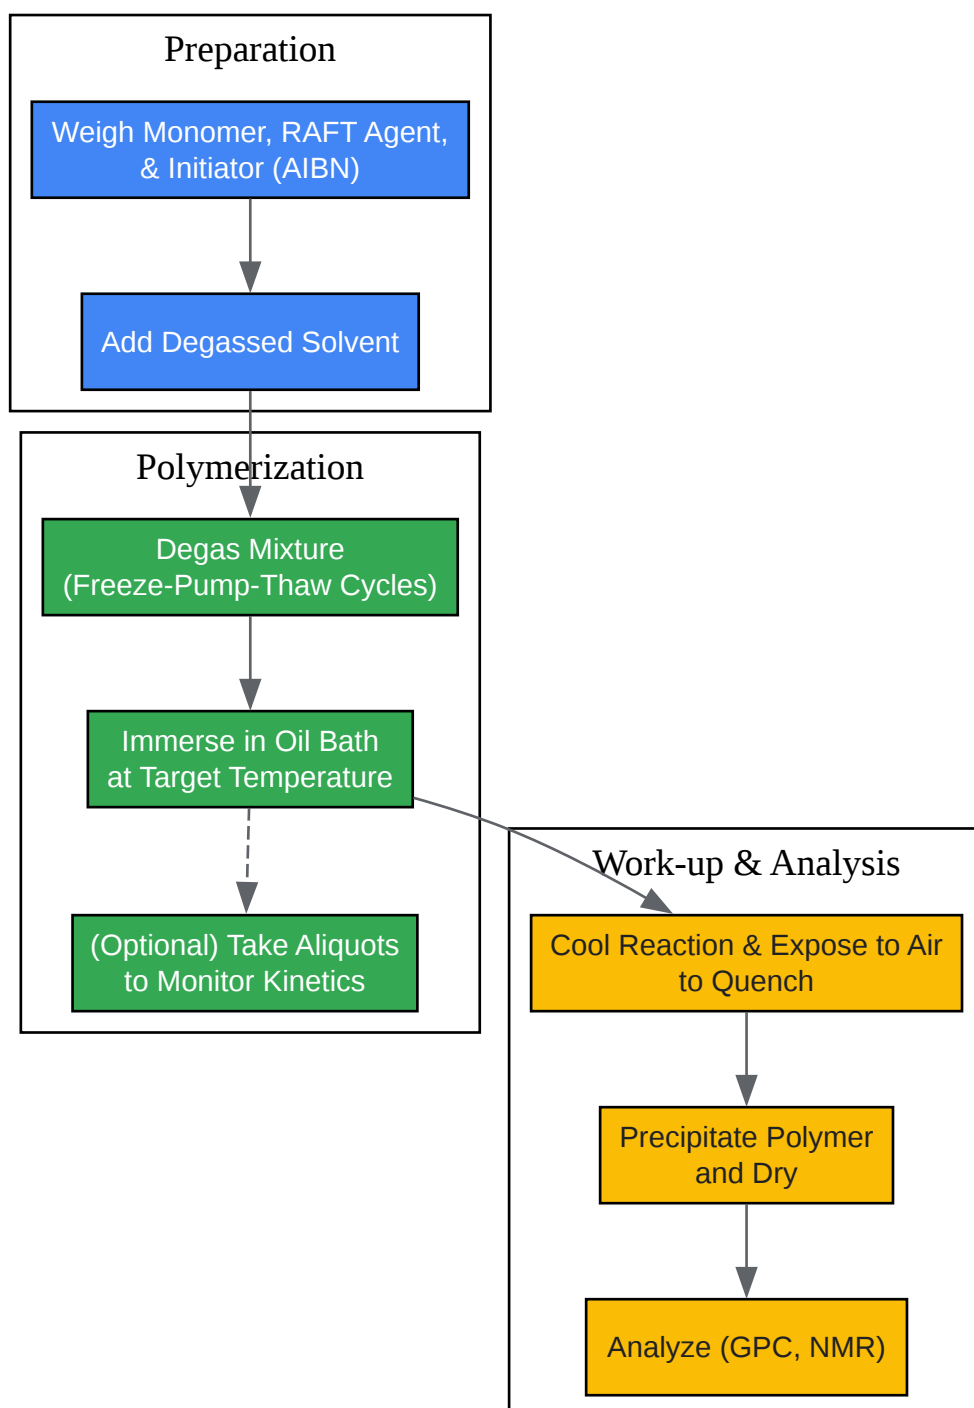 Preparation
Weigh Monomer, RAFT Agent,
& Initiator (AIBN)
Add Degassed Solvent
Polymerization
Degas Mixture
(Freeze-Pump-Thaw Cycles)
Immerse in Oil Bath
at Target Temperature
(Optional) Take Aliquots
to Monitor Kinetics
Work-up & Analysis
Cool Reaction & Expose to Air
to Quench
Precipitate Polymer
and Dry
Analyze (GPC, NMR)